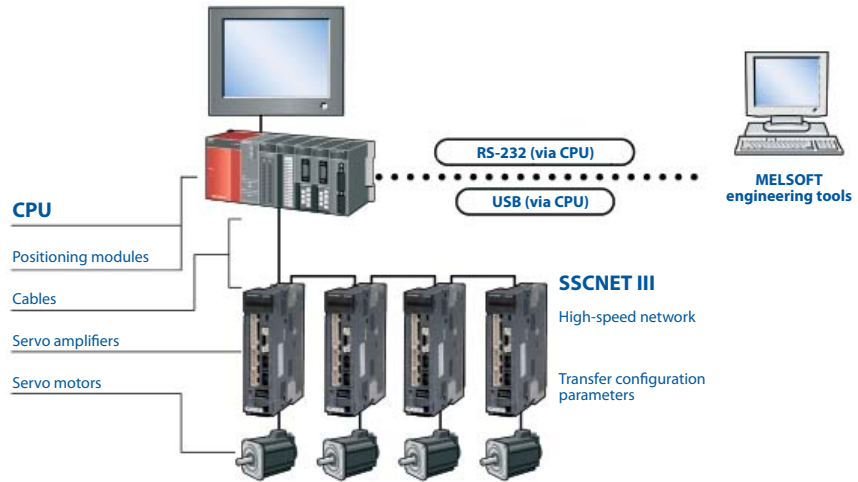 RS-232 (via CPU)
USB (via CPU)
MELSOFT
engineering tools
CPU
Positioning modules
Cables
Servo amplifiers
Servo motors
SSCNET III
High-speed network
Transfer configuration
parameters